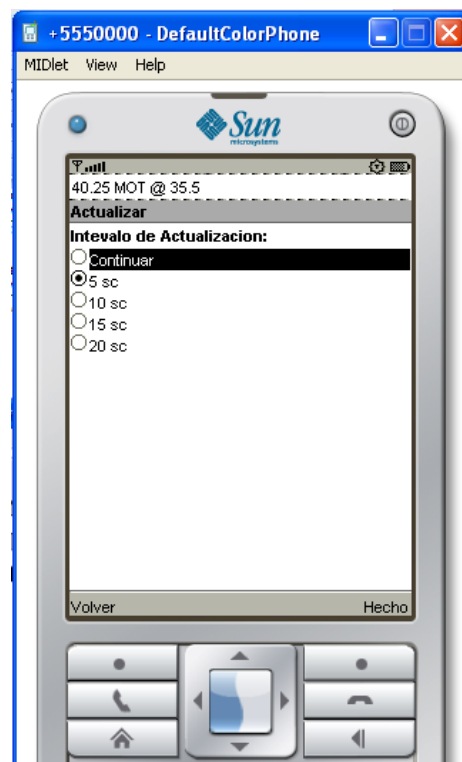 +5550000 - DefaultColorPhone
MIDlet View Help
Sun
microsystems
40.25 MOT @ 35.5
Actualizar
Intevalo de Actualizacion:
Continuar
5 sc
10 sc
15 sc
20 sc
Volver Hecho